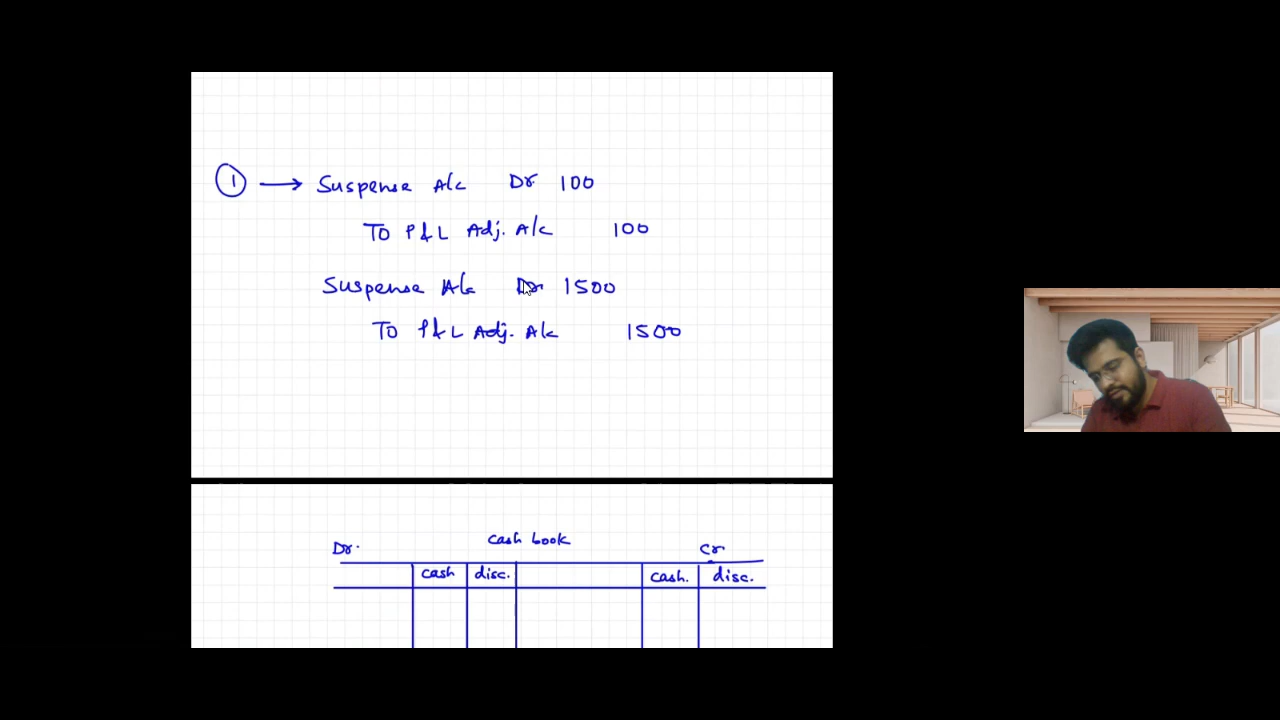 1 → Suspense A/c Dr. 100
To P&L Adj. A/c 100
Suspense A/c Dr 1500
To P&L Adj. A/c 1500
Cash book
Dr. Cr.
cash disc. cash. disc.